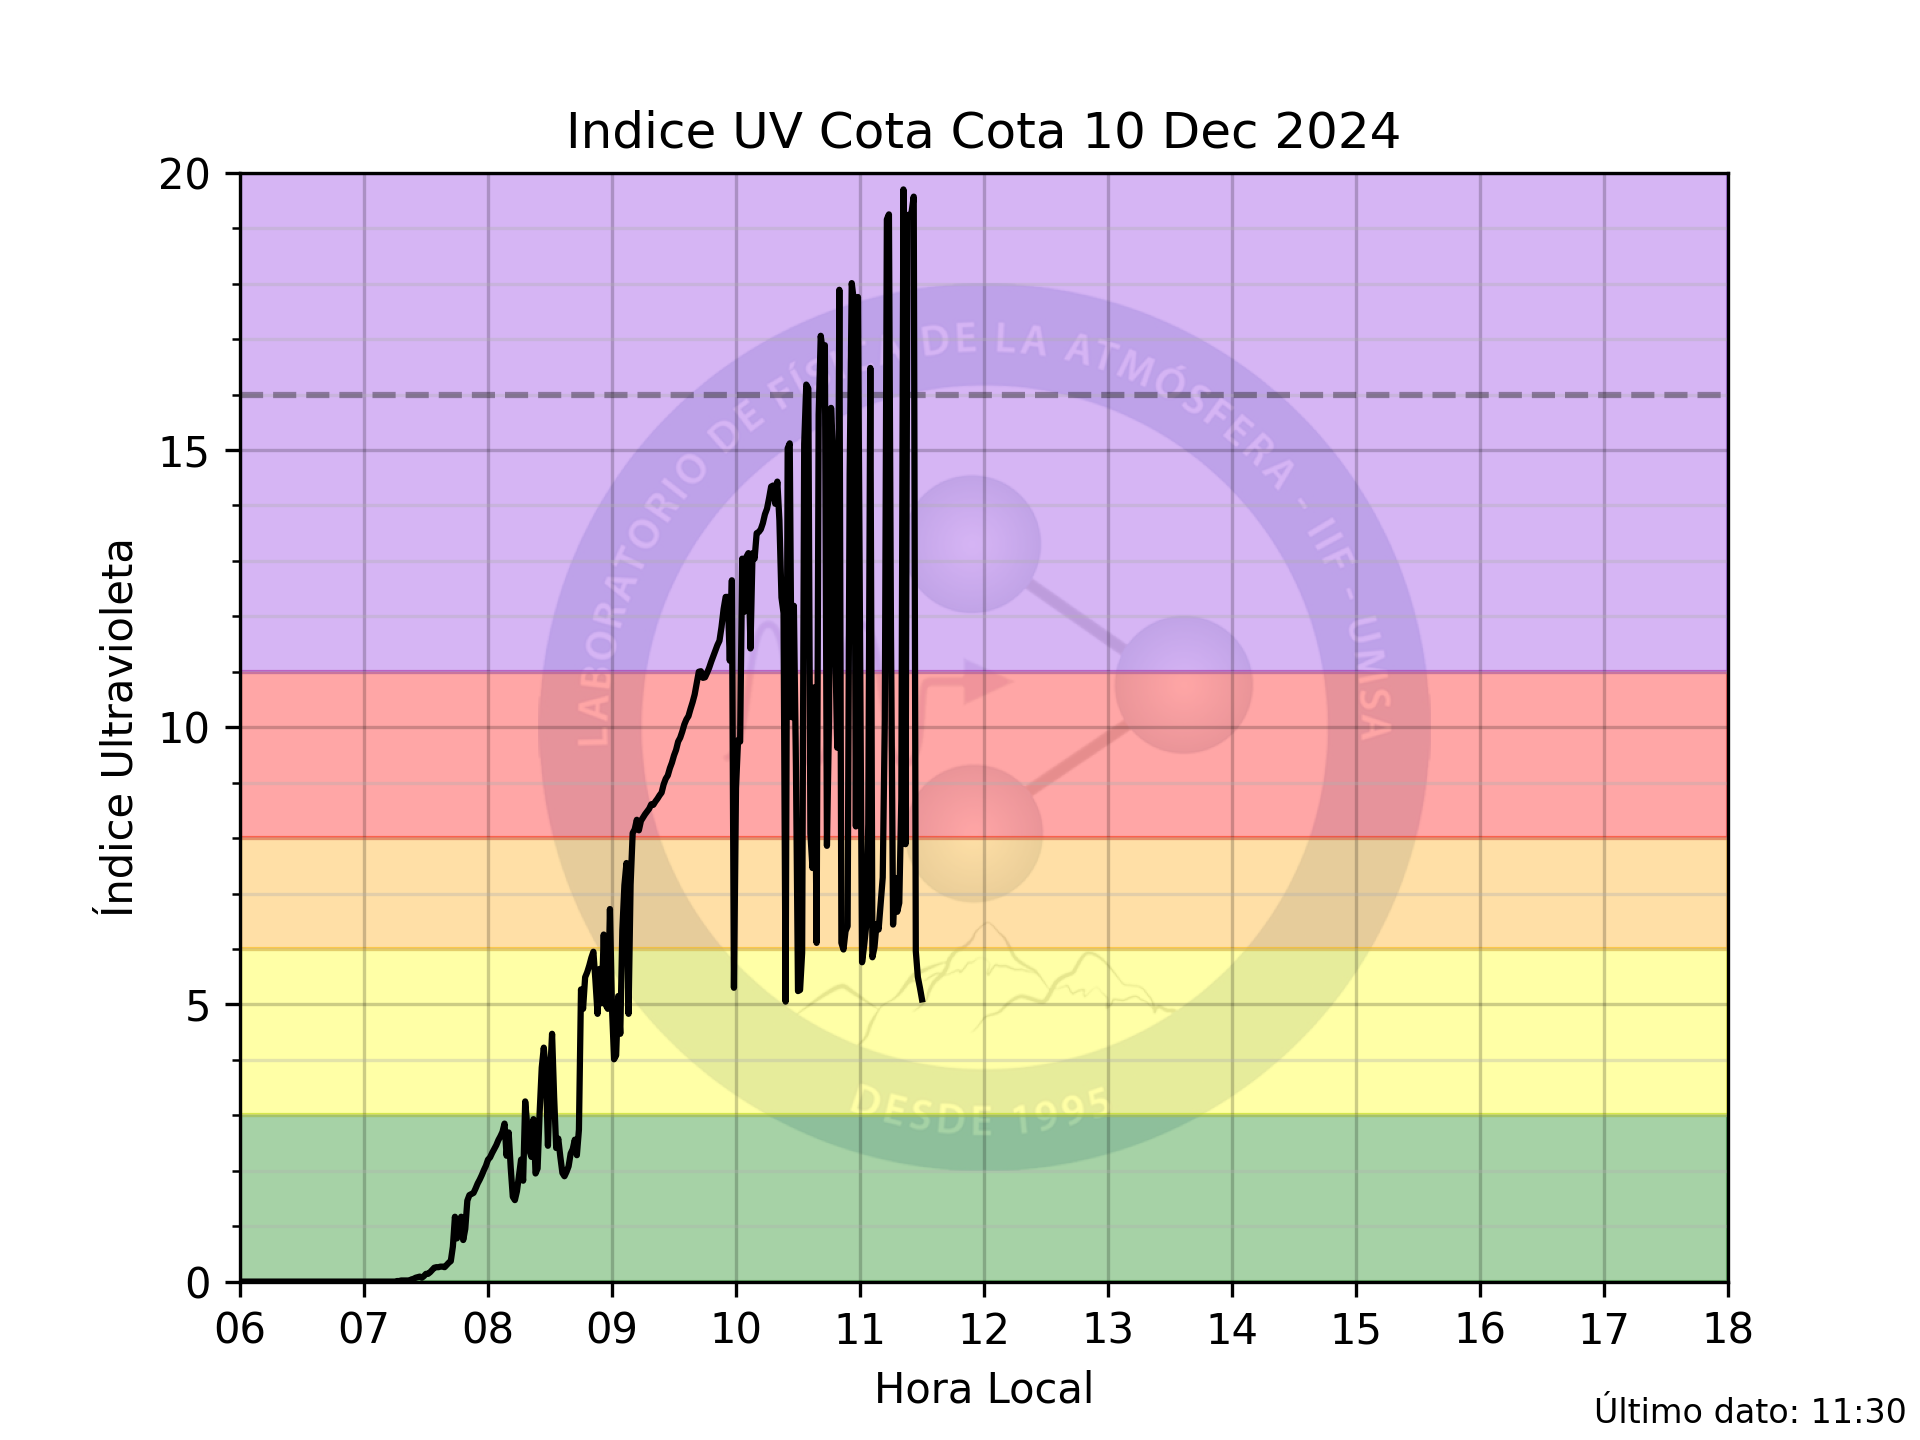 Indice UV Cota Cota 10 Dec 2024
20
15
10
5
0
Índice Ultravioleta
LABORATORIO DE FÍSICA DE LA ATMÓSFERA - IIF - UMSA
DESDE 1995
06 07 08 09 10 11 12 13 14 15 16 17 18
Hora Local
Último dato: 11:30